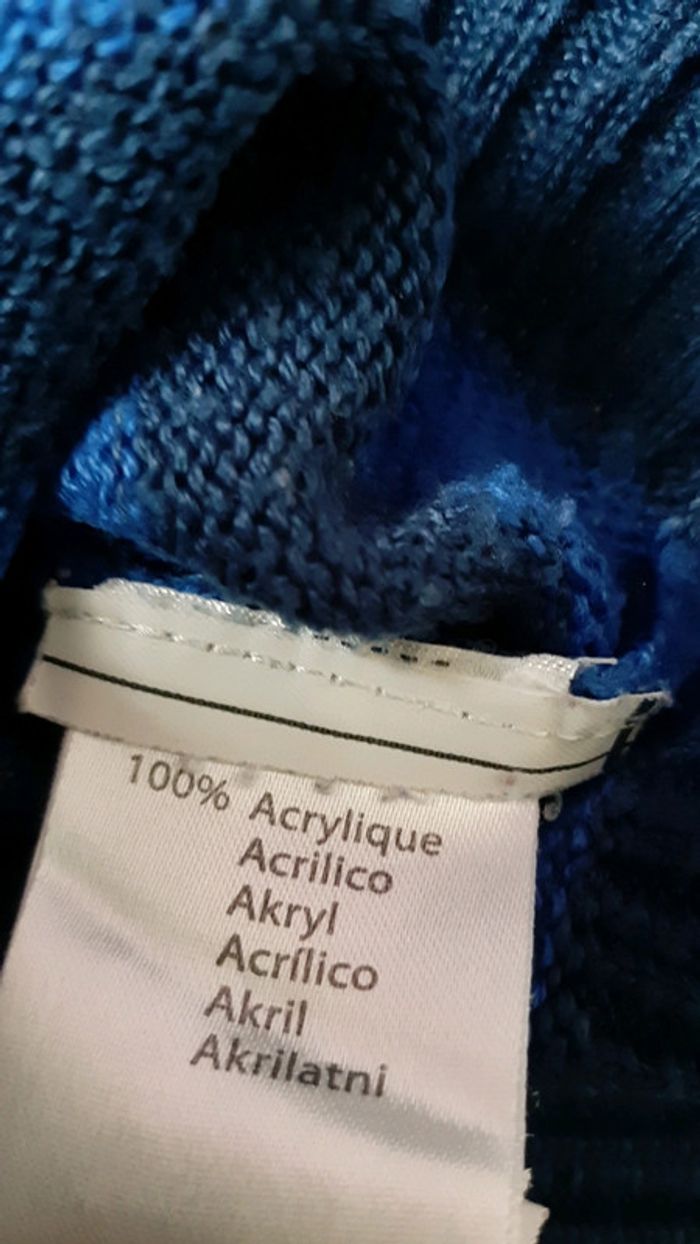 100% Acrylique
Acrilico
Akryl
Acrílico
Akril
Akrilatni